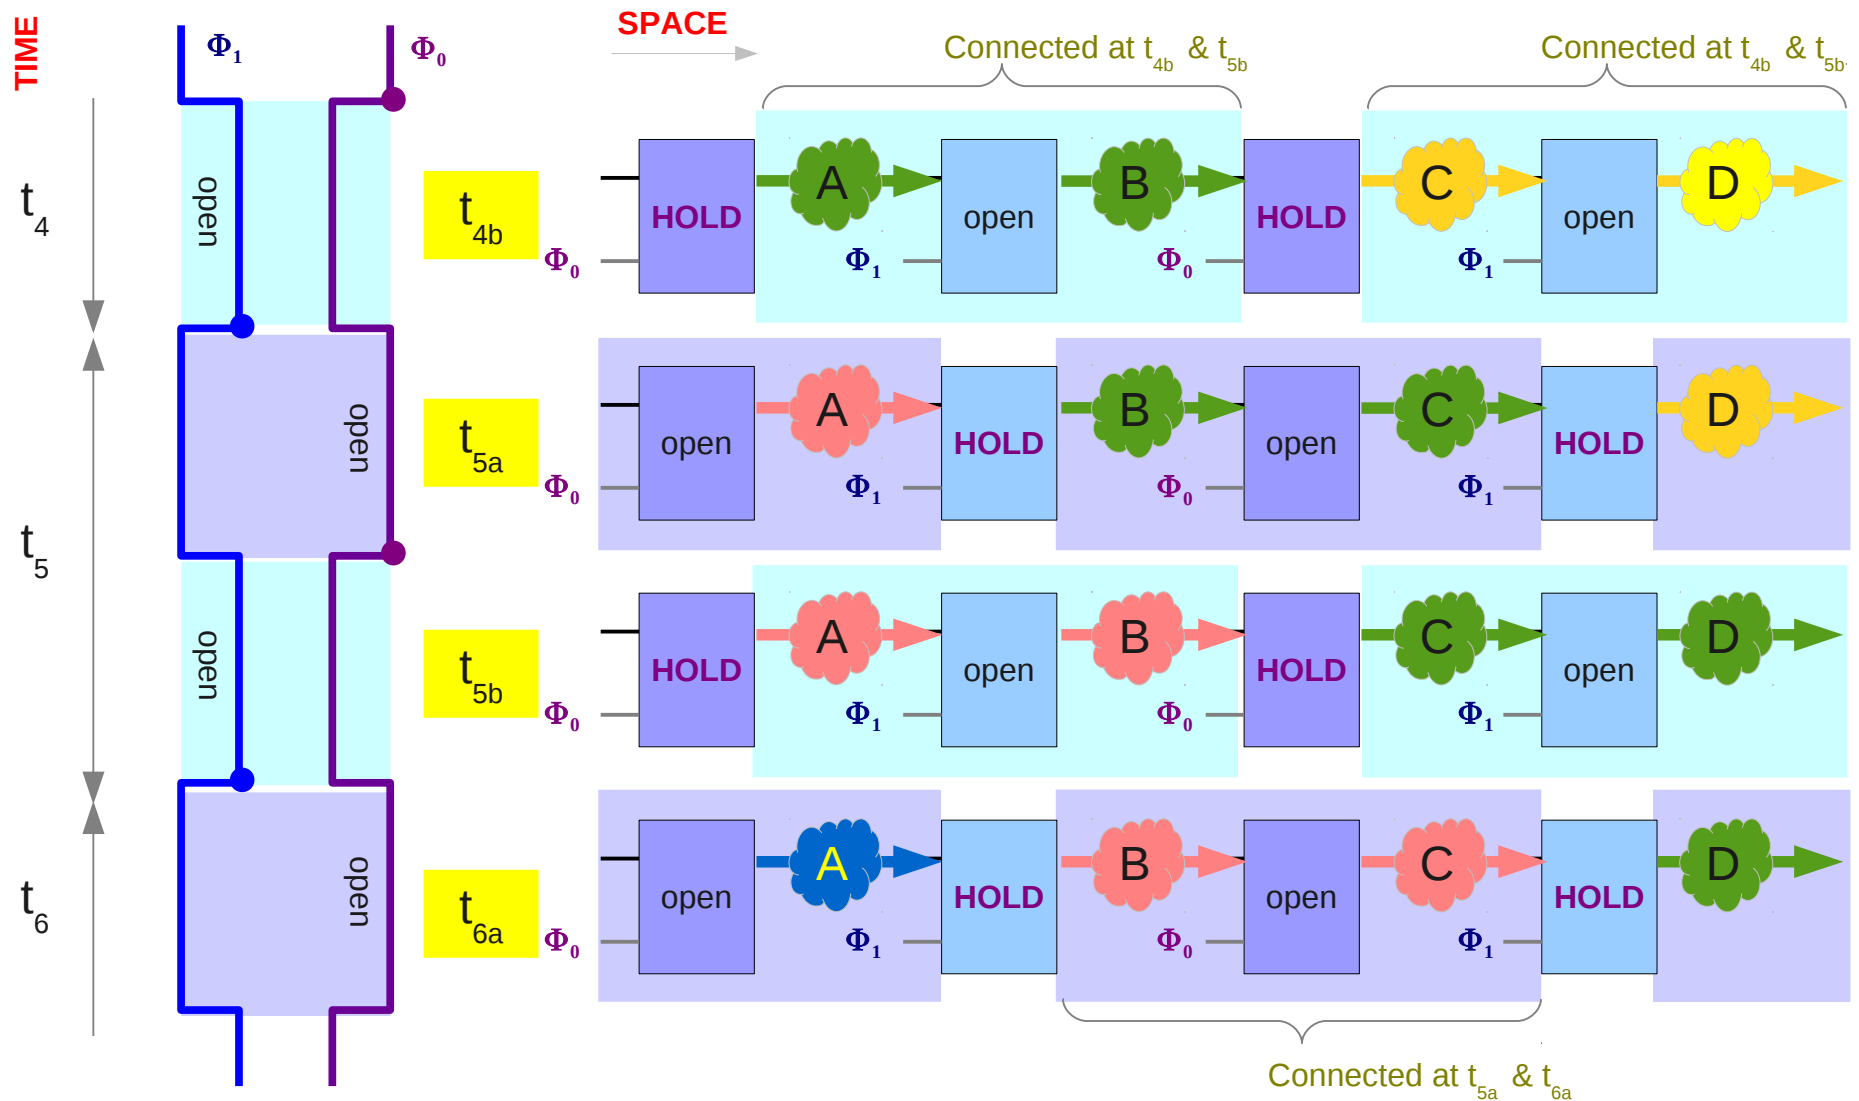 TIME
Φ1
Φ0
SPACE
Connected at t4b & t5b
Connected at t4b & t5b
t4
open
t4b
HOLD
A
open
B
HOLD
C
open
D
Φ0
Φ1
Φ0
Φ1
t5
open
t5a
open
A
HOLD
B
open
C
HOLD
D
Φ0
Φ1
Φ0
Φ1
open
t5b
HOLD
A
open
B
HOLD
C
open
D
Φ0
Φ1
Φ0
Φ1
t6
open
t6a
open
A
HOLD
B
open
C
HOLD
D
Φ0
Φ1
Φ0
Φ1
Connected at t5a & t6a